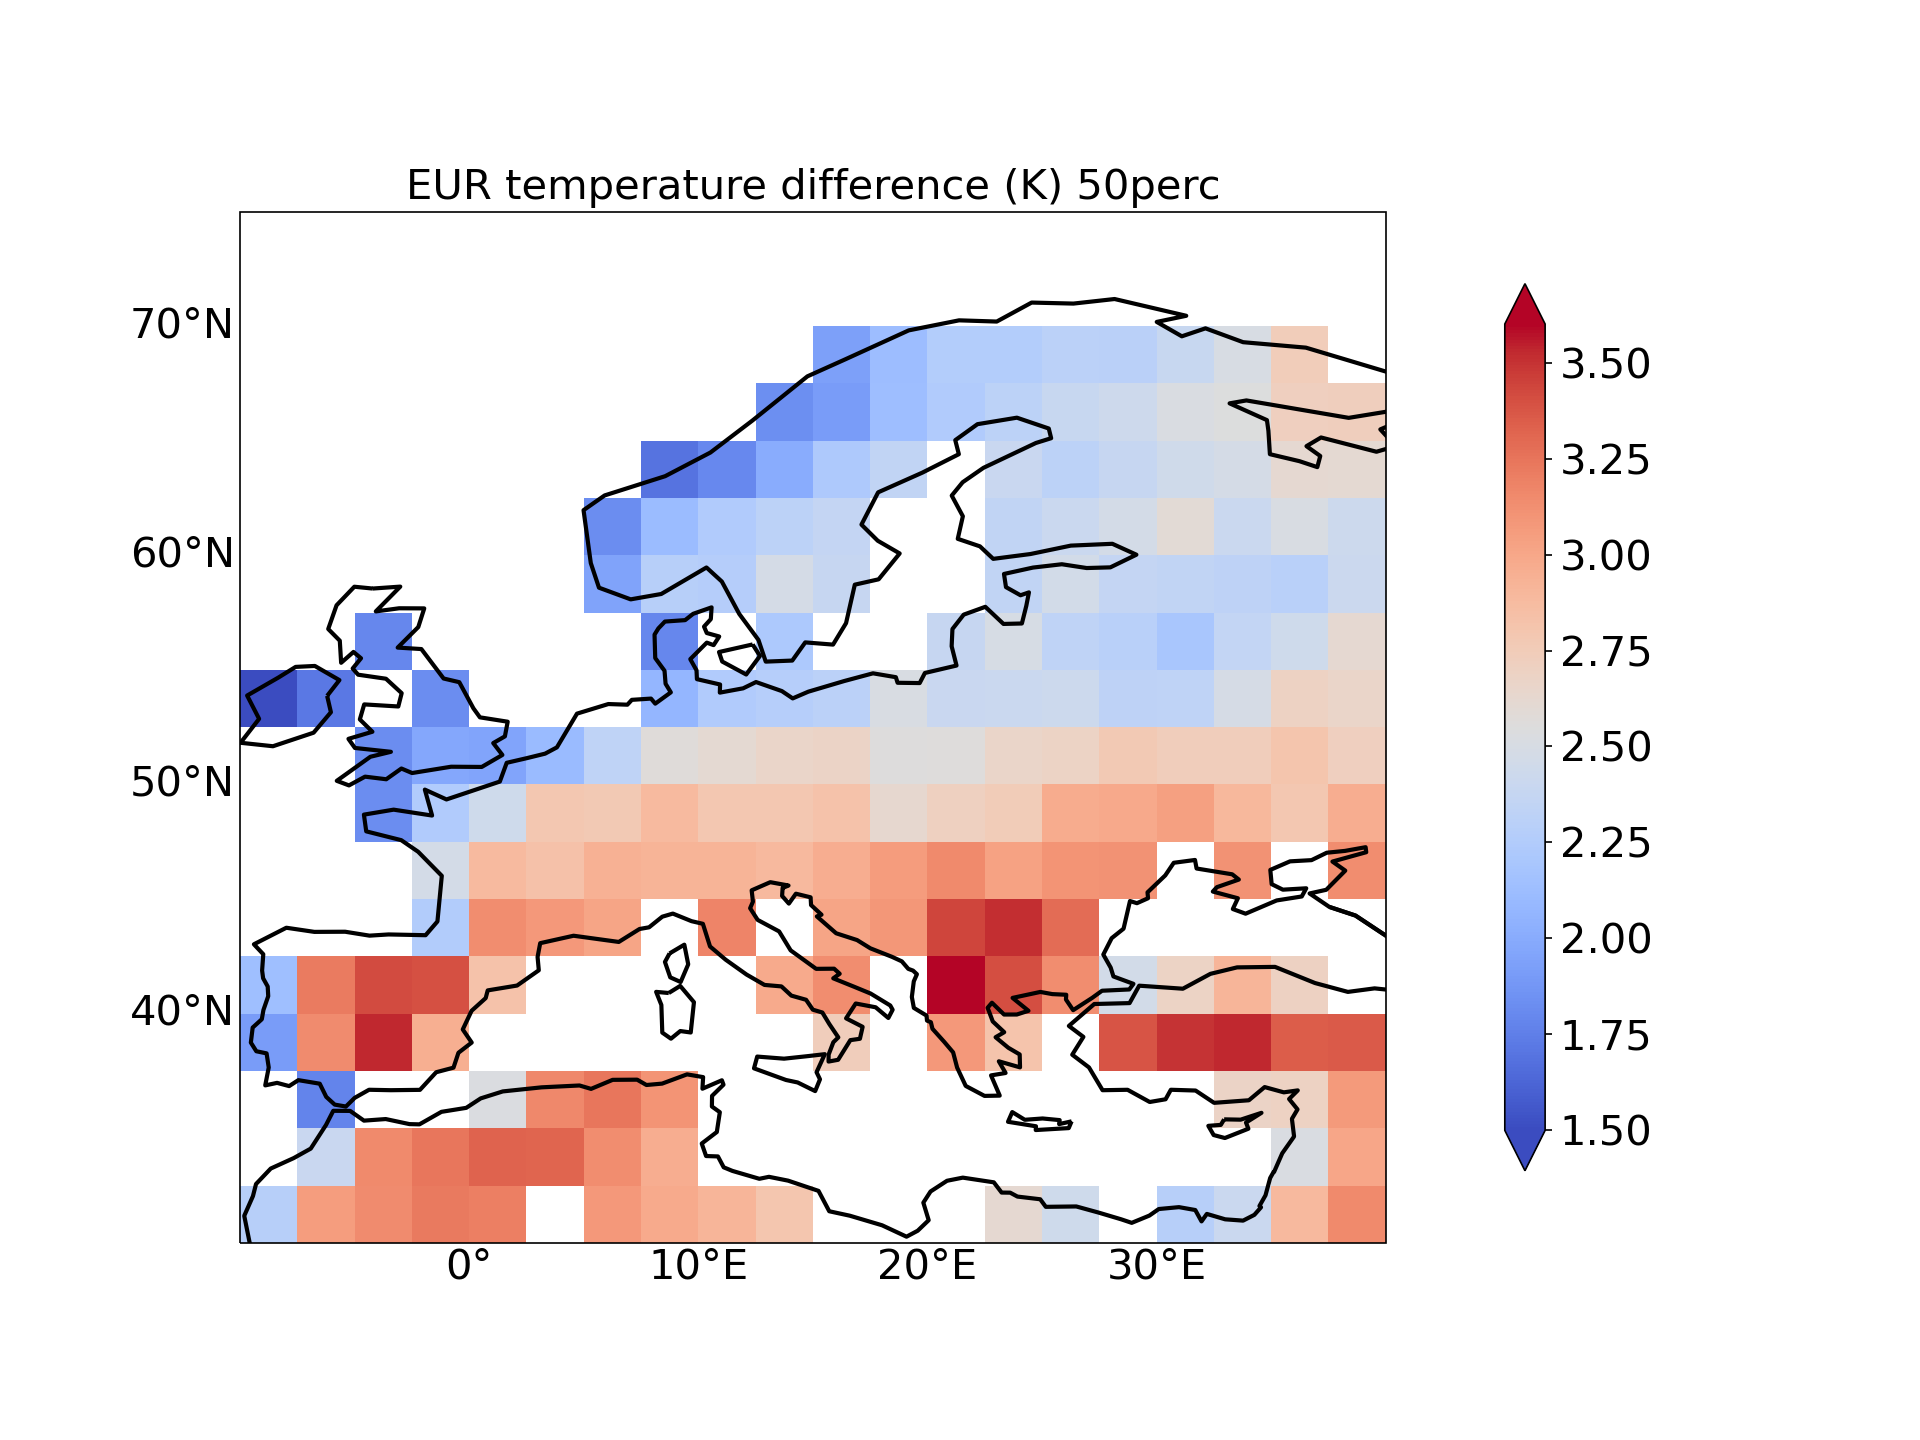 EUR temperature difference (K) 50perc
70°N
60°N
50°N
40°N
0°
10°E
20°E
30°E
3.50
3.25
3.00
2.75
2.50
2.25
2.00
1.75
1.50